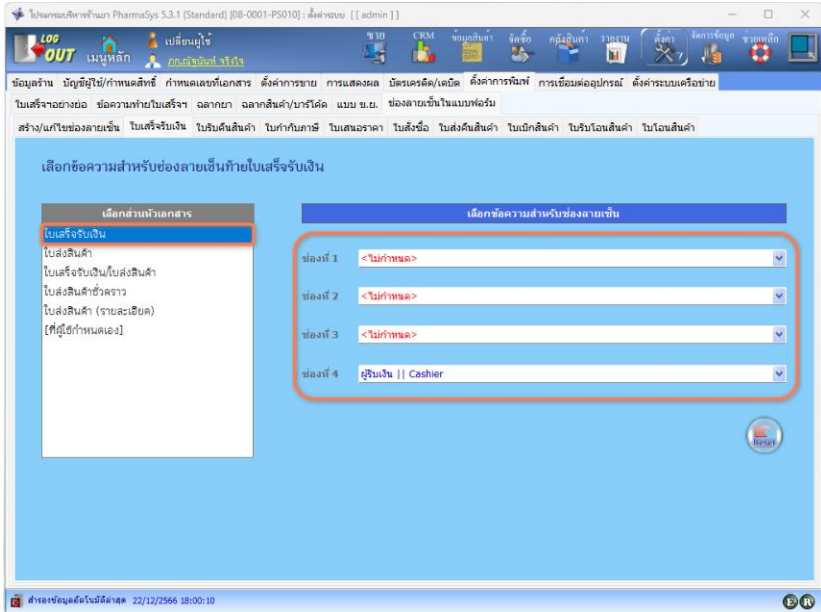 โปรแกรมบริหารร้านยา PharmaSys 5.3.1 (Standard) [08-0001-PS010] : ตั้งค่าระบบ [ [ admin ] ]
LOG OUT เมนูหลัก เปลี่ยนผู้ใช้ ขาย CRM ข้อมูลสินค้า จัดซื้อ คลังสินค้า รายงาน ตั้งค่า จัดการข้อมูล ช่วยเหลือ
ข้อมูลร้าน บัญชีผู้ใช้/กำหนดสิทธิ์ กำหนดเลขที่เอกสาร ตั้งค่าการขาย การแสดงผล บัตรเครดิต/เดบิต ตั้งค่าการพิมพ์ การเชื่อมต่ออุปกรณ์ ตั้งค่าระบบเครือข่าย
ใบเสร็จฯอย่างย่อ ข้อความท้ายใบเสร็จฯ ฉลากยา ฉลากสินค้า/บาร์โค้ด แบบ ข.ย. ช่องลายเซ็นในแบบฟอร์ม
สร้าง/แก้ไขช่องลายเซ็น ใบเสร็จรับเงิน ใบรับคืนสินค้า ใบกำกับภาษี ใบเสนอราคา ใบสั่งซื้อ ใบส่งคืนสินค้า ใบเบิกสินค้า ใบรับโอนสินค้า ใบโอนสินค้า
เลือกข้อความสำหรับช่องลายเซ็นท้ายใบเสร็จรับเงิน
เลือกส่วนหัวเอกสาร
ใบเสร็จรับเงิน
ใบส่งสินค้า
ใบเสร็จรับเงิน/ใบส่งสินค้า
ใบส่งสินค้าชั่วคราว
ใบส่งสินค้า (รายละเอียด)
[ที่ผู้ใช้กำหนดเอง]
เลือกข้อความสำหรับช่องลายเซ็น
ช่องที่ 1 <ไม่กำหนด>
ช่องที่ 2 <ไม่กำหนด>
ช่องที่ 3 <ไม่กำหนด>
ช่องที่ 4 ผู้รับเงิน || Cashier
Reset
สำรองข้อมูลอัตโนมัติล่าสุด 22/12/2566 18:00:10 E R